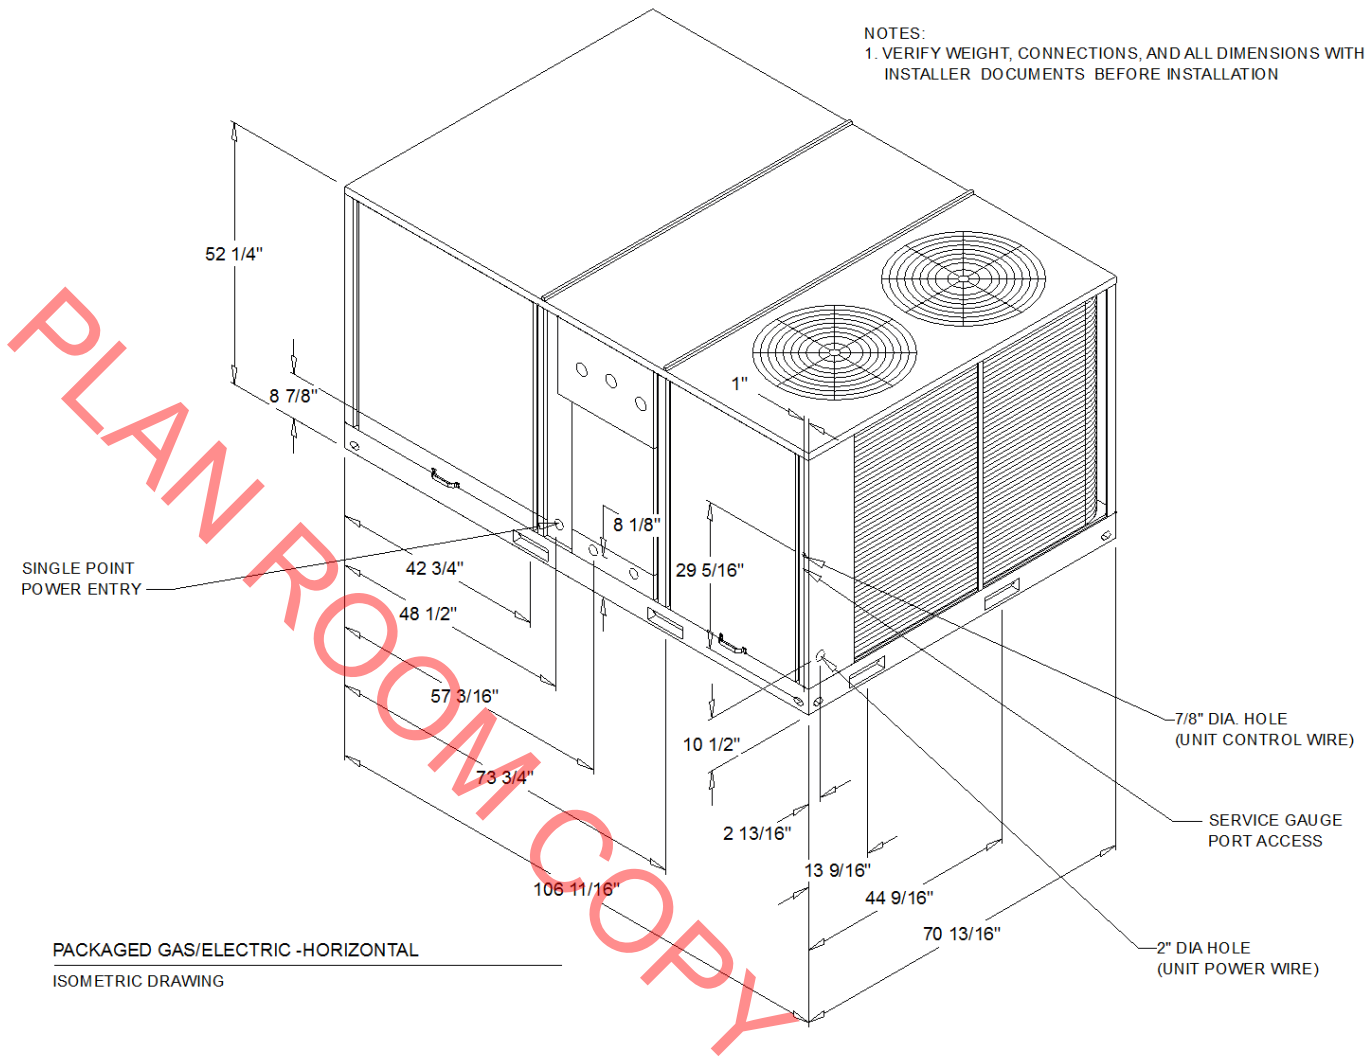 NOTES:
1. VERIFY WEIGHT, CONNECTIONS, AND ALL DIMENSIONS WITH
INSTALLER DOCUMENTS BEFORE INSTALLATION
52 1/4"
8 7/8"
1"
8 1/8"
SINGLE POINT
POWER ENTRY
42 3/4"
29 5/16"
48 1/2"
57 3/16"
7/8" DIA. HOLE
(UNIT CONTROL WIRE)
10 1/2"
73 3/4"
SERVICE GAUGE
PORT ACCESS
2 13/16"
13 9/16"
106 11/16"
44 9/16"
70 13/16"
2" DIA HOLE
(UNIT POWER WIRE)
PACKAGED GAS/ELECTRIC -HORIZONTAL
ISOMETRIC DRAWING
PLAN ROOM COPY